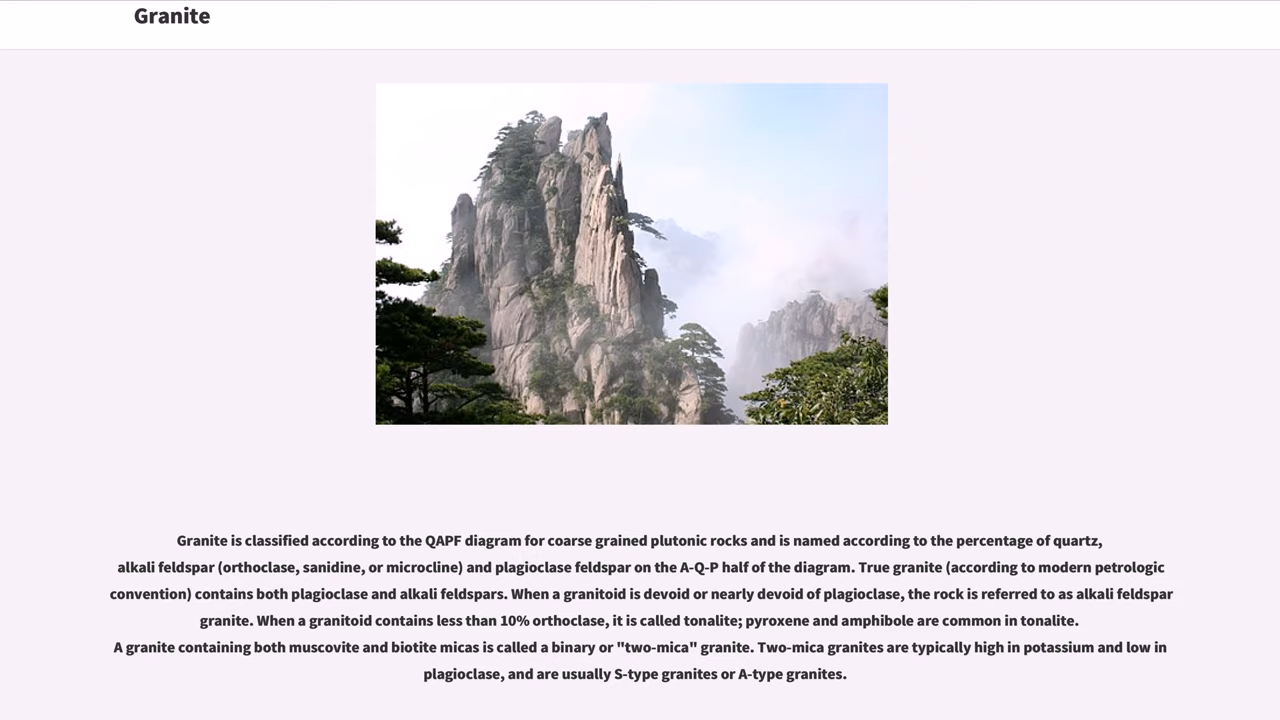 Granite
Granite is classified according to the QAPF diagram for coarse grained plutonic rocks and is named according to the percentage of quartz,
alkali feldspar (orthoclase, sanidine, or microcline) and plagioclase feldspar on the A-Q-P half of the diagram. True granite (according to modern petrologic
convention) contains both plagioclase and alkali feldspars. When a granitoid is devoid or nearly devoid of plagioclase, the rock is referred to as alkali feldspar
granite. When a granitoid contains less than 10% orthoclase, it is called tonalite; pyroxene and amphibole are common in tonalite.
A granite containing both muscovite and biotite micas is called a binary or "two-mica" granite. Two-mica granites are typically high in potassium and low in
plagioclase, and are usually S-type granites or A-type granites.